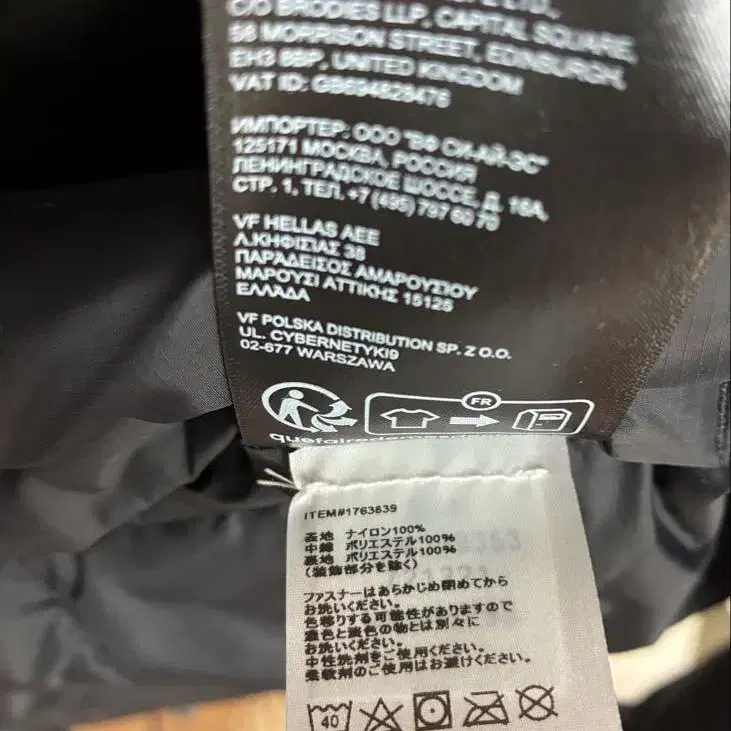 LTD.,
C/O BRODIES LLP, CAPITAL SQUARE,
58 MORRISON STREET, EDINBURGH,
EH3 8BP, UNITED KINGDOM
VAT ID: GB694828476
ИМПОРТЕР: ООО "ВФ СИ-АЙ-ЭС"
125171 МОСКВА, РОССИЯ
ЛЕНИНГРАДСКОЕ ШОССЕ, Д. 16А,
СТР. 1, ТЕЛ. +7 (495) 797 60 70
VF HELLAS AEE
Λ.ΚΗΦΙΣΙΑΣ 38
ΠΑΡΆΔΕΙΣΟΣ ΑΜΑΡΟΥΣΊΟΥ
ΜΑΡΟΥΣΙ ΑΤΤΙΚΗΣ 15125
ΕΛΛΆΔΑ
VF POLSKA DISTRIBUTION SP. Z O.O.
UL. CYBERNETYKI9
02-677 WARSZAWA
FR
ITEM#1763839
表地 ナイロン100%
中綿 ポリエステル100%
裏地 ポリエステル100%
(装飾部分を除く)
ファスナーはあらかじめ閉めてから
お洗いください。
色移りする可能性がありますので
濃色と淡色の物とは別々に
お洗いください。
中性洗剤をご使用ください。
柔軟剤のご使用はお避けください。
40